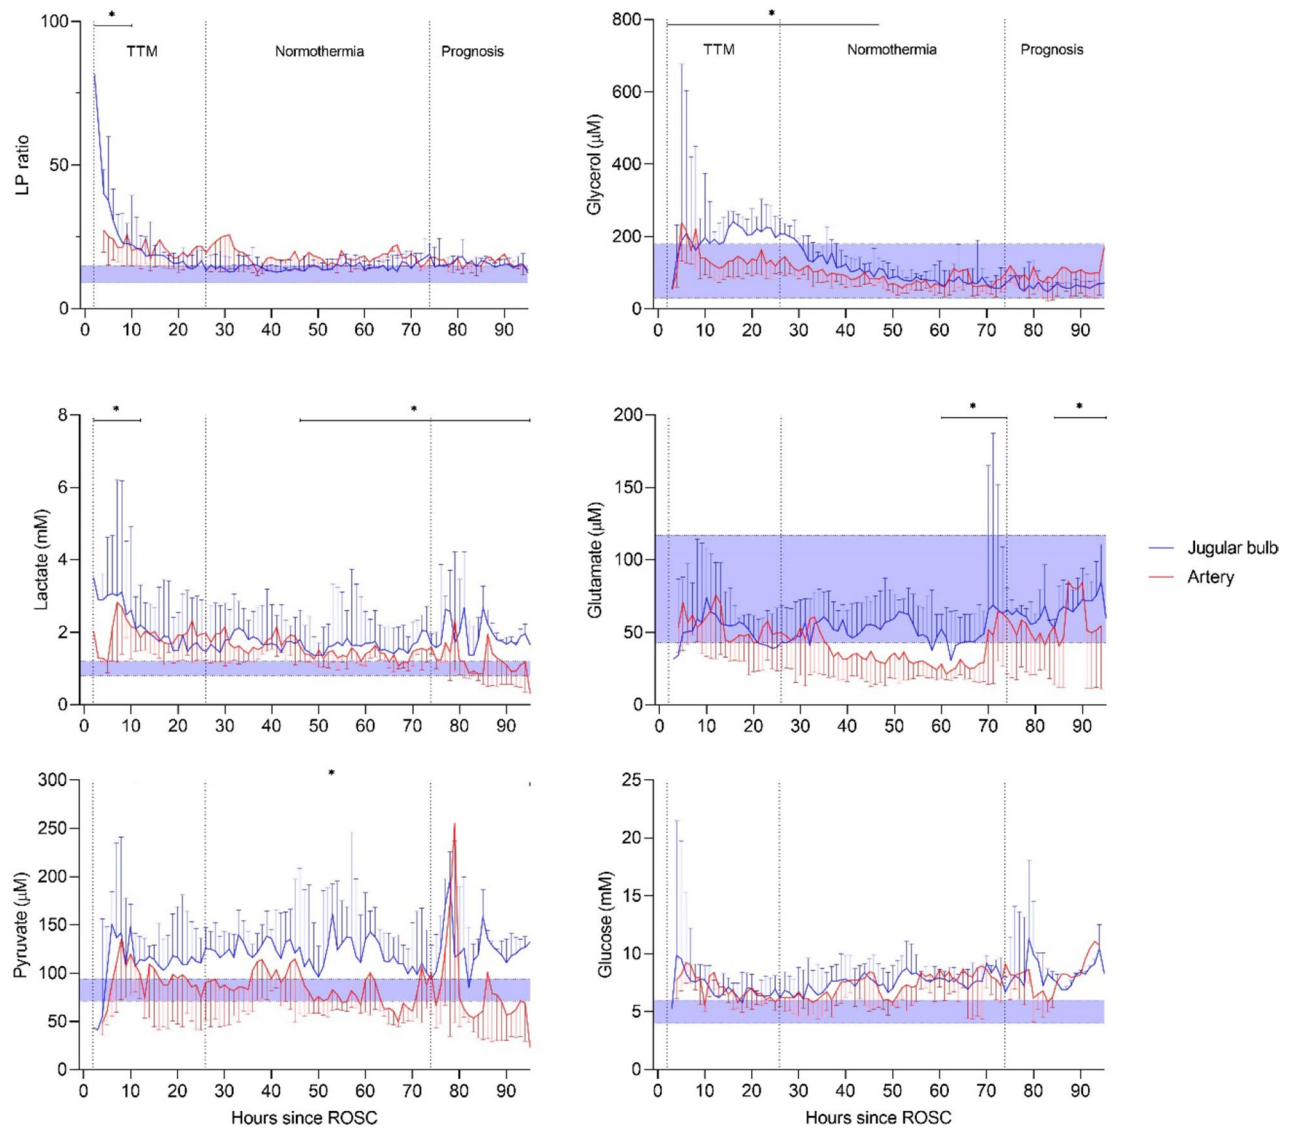 *
100
TTM
Normothermia
Prognosis
LP ratio
50
0
0 10 20 30 40 50 60 70 80 90
*
800
TTM
Normothermia
Prognosis
600
Glycerol (μM)
400
200
0
0 10 20 30 40 50 60 70 80 90
* *
8
6
Lactate (mM)
4
2
0
0 10 20 30 40 50 60 70 80 90
* *
200
150
Glutamate (μM)
100
50
0
0 10 20 30 40 50 60 70 80 90
Jugular bulb
Artery
*
300
250
200
Pyruvate (μM)
150
100
50
0
0 10 20 30 40 50 60 70 80 90
Hours since ROSC
25
20
15
Glucose (mM)
10
5
0
0 10 20 30 40 50 60 70 80 90
Hours since ROSC